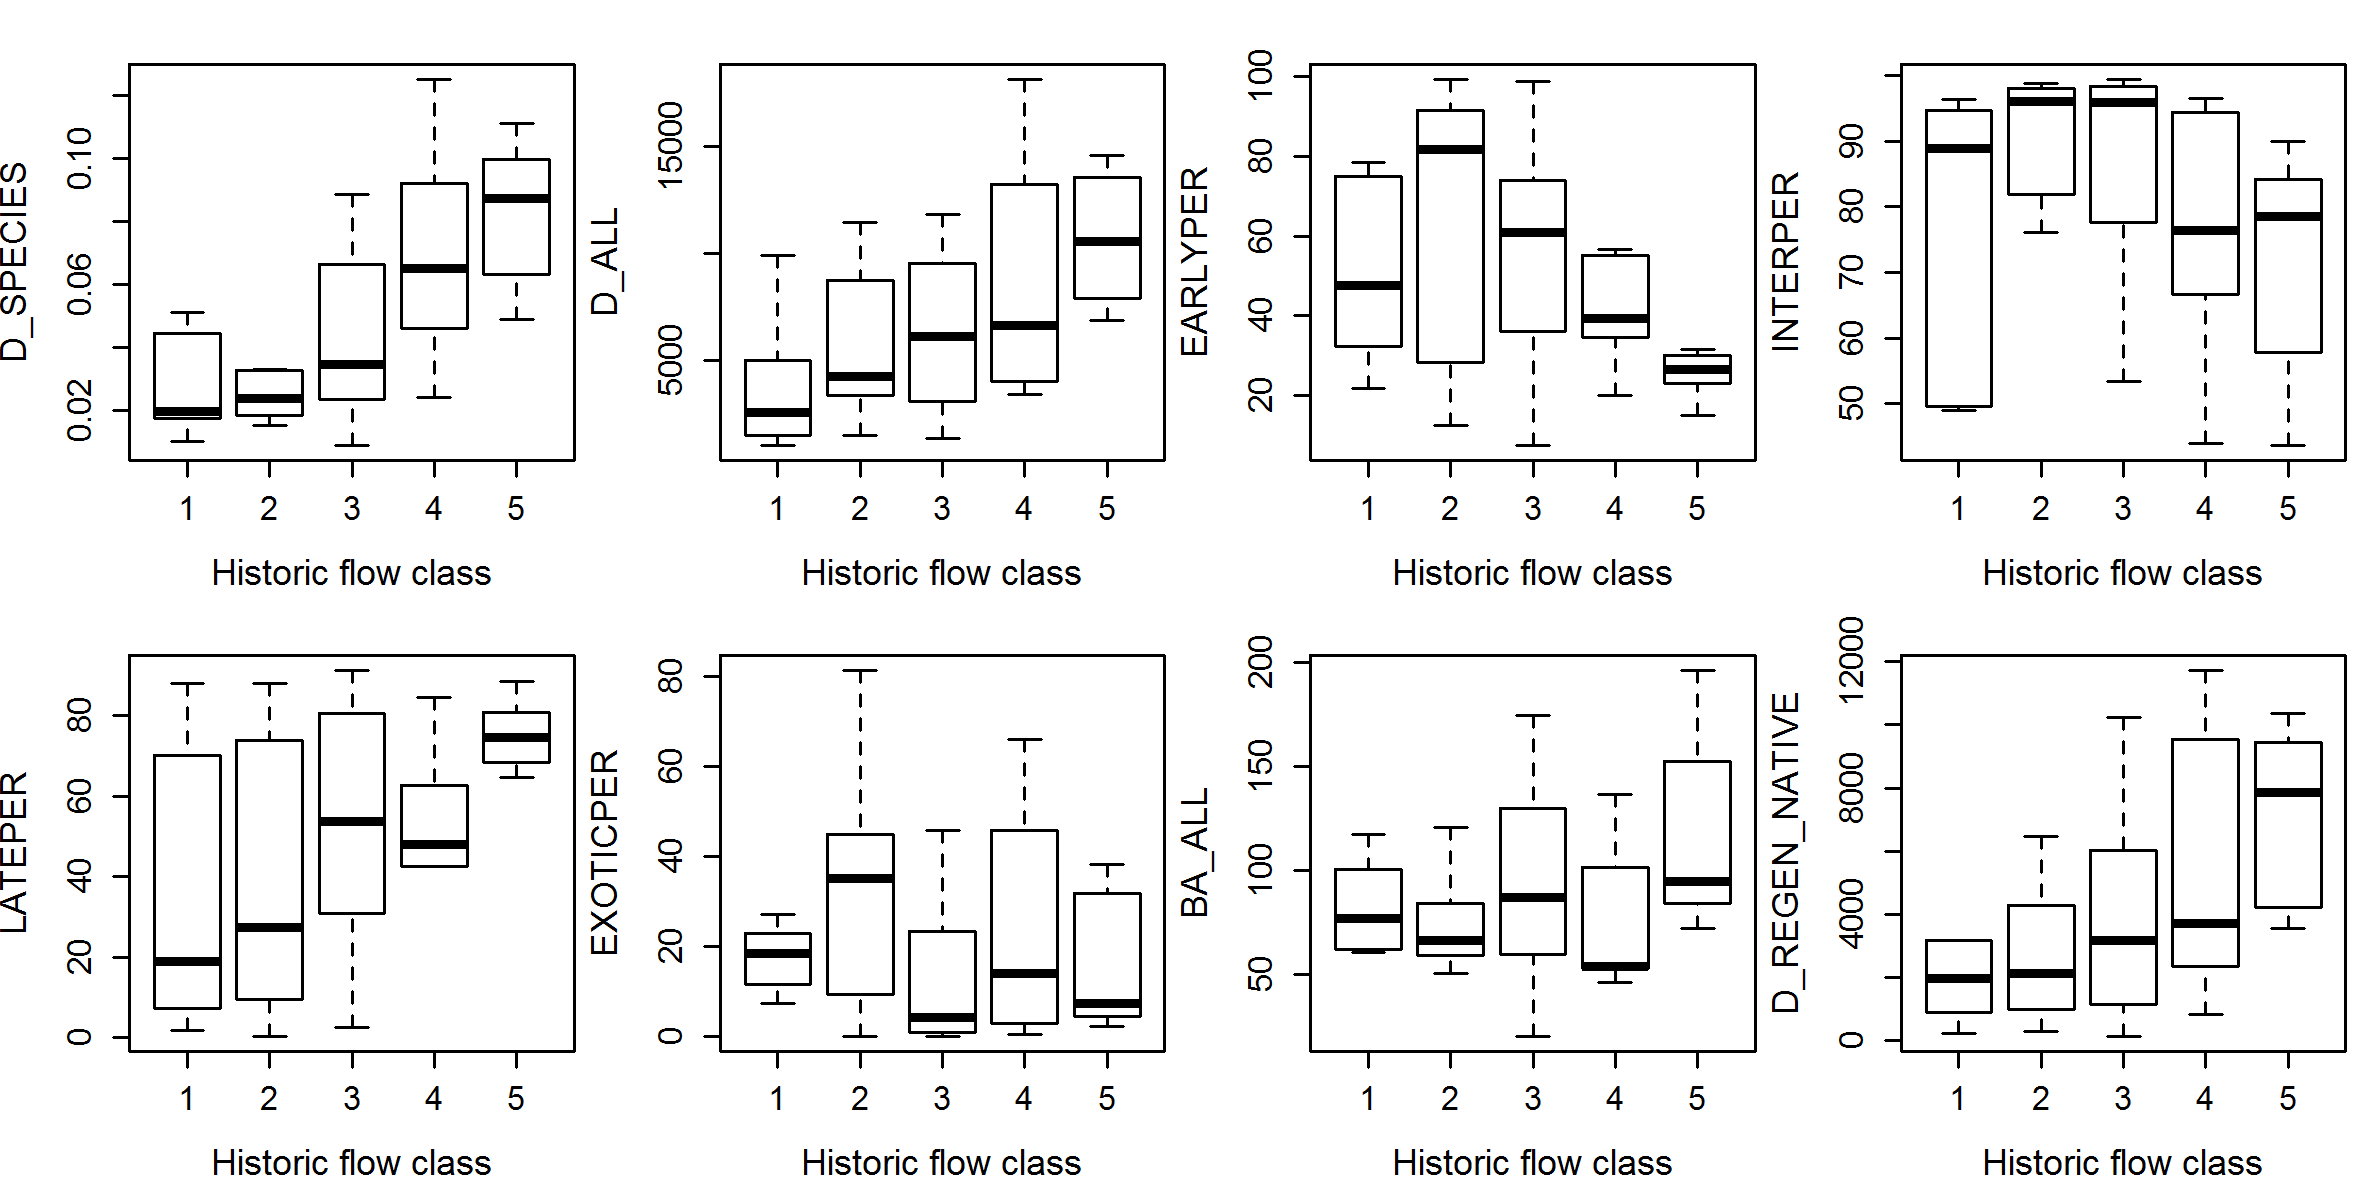 D_SPECIES
0.02 0.06 0.10
1 2 3 4 5
Historic flow class
D_ALL
5000 15000
1 2 3 4 5
Historic flow class
EARLYPER
20 40 60 80 100
1 2 3 4 5
Historic flow class
INTERPER
50 60 70 80 90
1 2 3 4 5
Historic flow class
LATEPER
0 20 40 60 80
1 2 3 4 5
Historic flow class
EXOTICPER
0 20 40 60 80
1 2 3 4 5
Historic flow class
BA_ALL
50 100 150 200
1 2 3 4 5
Historic flow class
D_REGEN_NATIVE
0 4000 8000 12000
1 2 3 4 5
Historic flow class